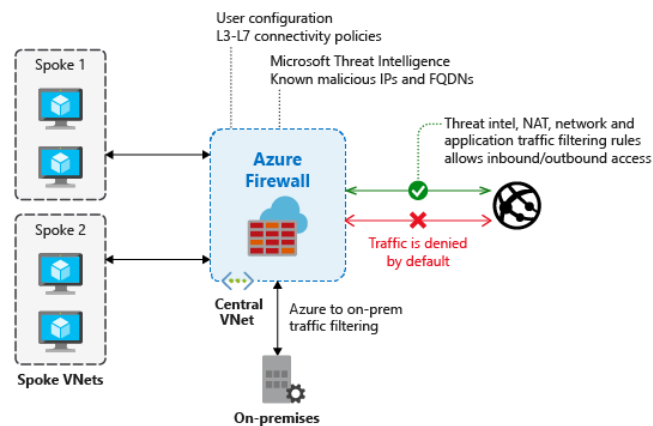 User configuration
L3-L7 connectivity policies
Microsoft Threat Intelligence
Known malicious IPs and FQDNs
Spoke 1
Threat intel, NAT, network and
application traffic filtering rules
allows inbound/outbound access
Azure
Firewall
Traffic is denied
by default
Spoke 2
Central
VNet
Azure to on-prem
traffic filtering
Spoke VNets
On-premises